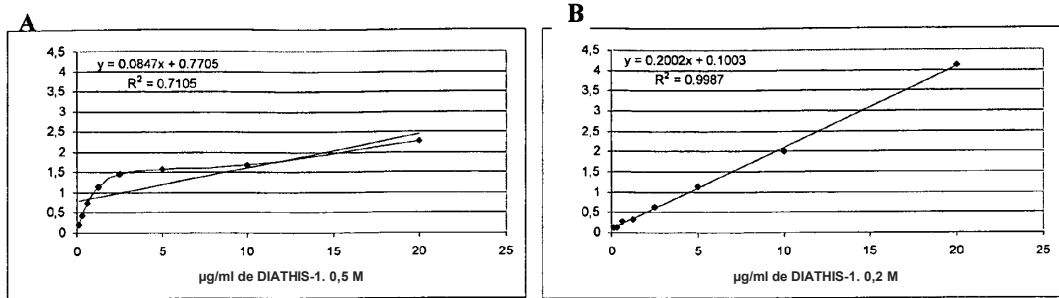 A
4,5
4
3,5
3
2,5
2
1,5
1
0,5
0
y = 0.0847x + 0.7705
R² = 0.7105
0 5 10 15 20 25
µg/ml de DIATHIS-1. 0,5 M
B
4,5
4
3,5
3
2,5
2
1,5
1
0,5
0
y = 0.2002x + 0.1003
R² = 0.9987
0 5 10 15 20 25
µg/ml de DIATHIS-1. 0,2 M